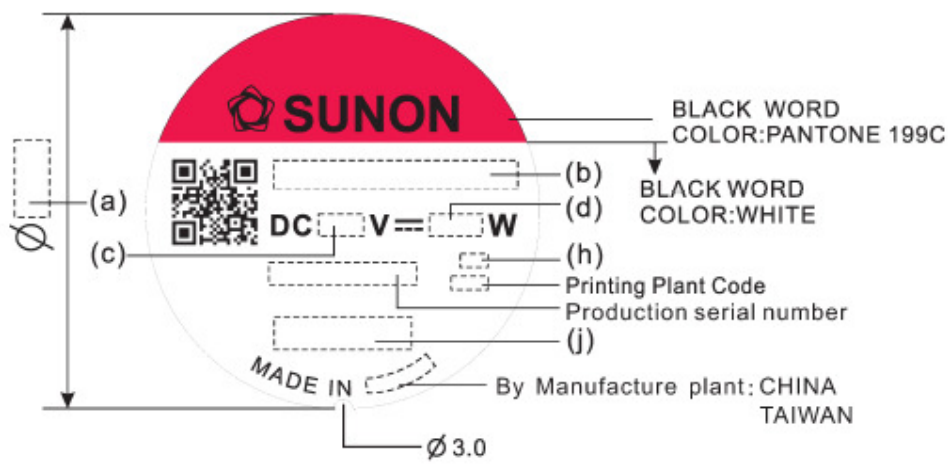 SUNON
BLACK WORD
COLOR:PANTONE 199C
(a)
(b)
BLACK WORD
COLOR:WHITE
(d)
DC V W
(c)
(h)
Printing Plant Code
Production serial number
(j)
MADE IN
By Manufacture plant: CHINA
TAIWAN
Ø
Ø 3.0